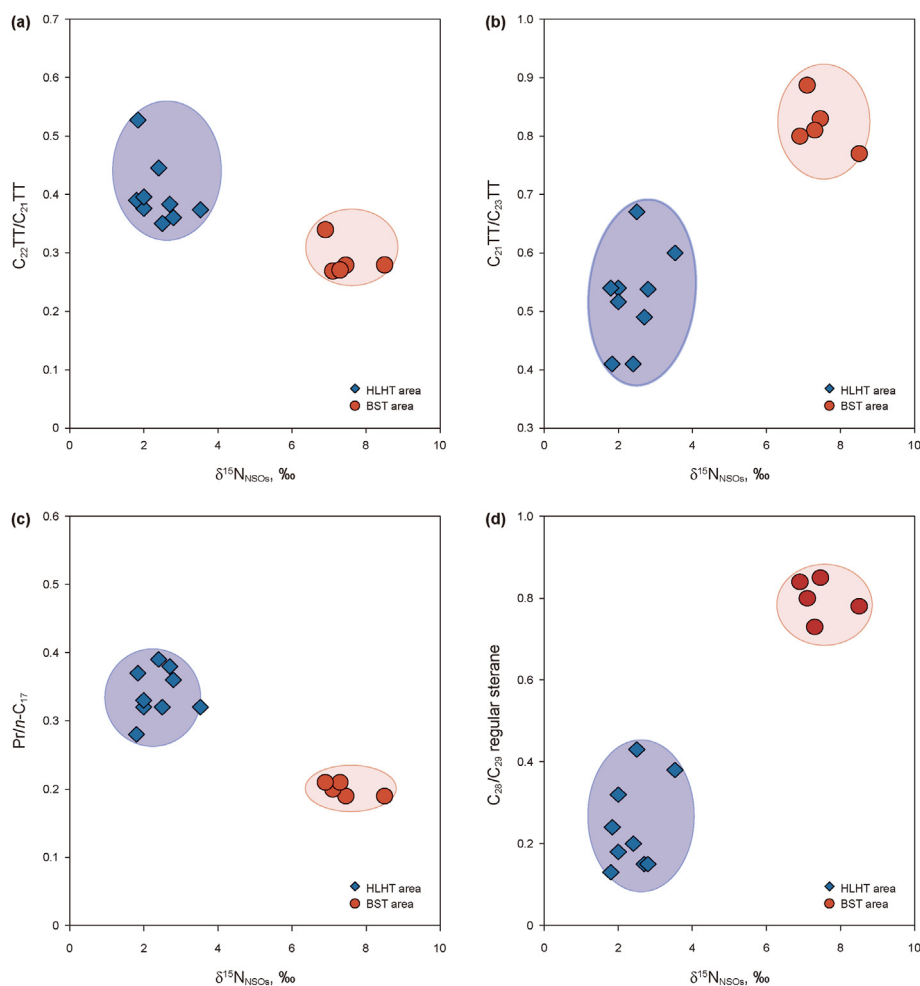 (a)
0.7
0.6
0.5
0.4
0.3
0.2
0.1
0
C₂₂TT/C₂₁TT
HLHT area
BST area
0 2 4 6 8 10
δ¹⁵N_NSOs, ‰
(b)
1.0
0.9
0.8
0.7
0.6
0.5
0.4
0.3
C₂₁TT/C₂₃TT
HLHT area
BST area
0 2 4 6 8 10
δ¹⁵N_NSOs, ‰
(c)
0.6
0.5
0.4
0.3
0.2
0.1
0
Pr/n-C₁₇
HLHT area
BST area
0 2 4 6 8 10
δ¹⁵N_NSOs, ‰
(d)
1.0
0.8
0.6
0.4
0.2
0
C₂₈/C₂₉ regular sterane
HLHT area
BST area
0 2 4 6 8 10
δ¹⁵N_NSOs, ‰